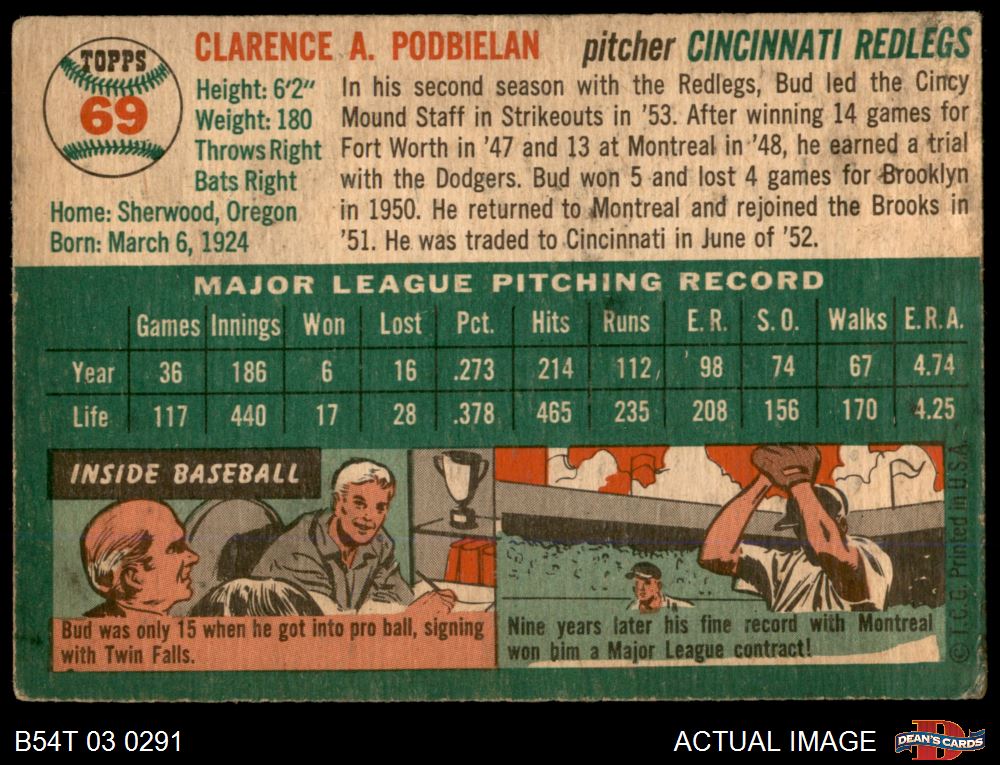 TOPPS
69
CLARENCE A. PODBIELAN pitcher CINCINNATI REDLEGS
Height: 6'2"
Weight: 180
Throws Right
Bats Right
Home: Sherwood, Oregon
Born: March 6, 1924
In his second season with the Redlegs, Bud led the Cincy
Mound Staff in Strikeouts in '53. After winning 14 games for
Fort Worth in '47 and 13 at Montreal in '48, he earned a trial
with the Dodgers. Bud won 5 and lost 4 games for Brooklyn
in 1950. He returned to Montreal and rejoined the Brooks in
'51. He was traded to Cincinnati in June of '52.
MAJOR LEAGUE PITCHING RECORD
Games Innings Won Lost Pct. Hits Runs E.R. S.O. Walks E.R.A.
Year 36 186 6 16 .273 214 112 98 74 67 4.74
Life 117 440 17 28 .378 465 235 208 156 170 4.25
INSIDE BASEBALL
Bud was only 15 when he got into pro ball, signing
with Twin Falls.
Nine years later his fine record with Montreal
won him a Major League contract!
© T.C.G. Printed in U.S.A.
B54T 03 0291
ACTUAL IMAGE
DEAN'S CARDS